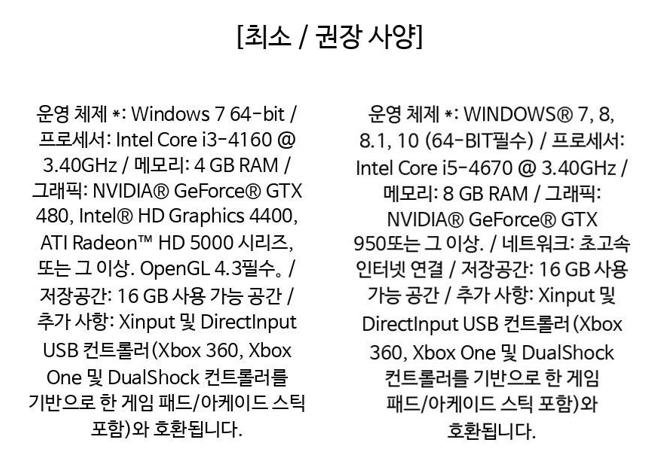 [최소 / 권장 사양]
운영 체제 *: Windows 7 64-bit /
프로세서: Intel Core i3-4160 @
3.40GHz / 메모리: 4 GB RAM /
그래픽: NVIDIA® GeForce® GTX
480, Intel® HD Graphics 4400,
ATI Radeon™ HD 5000 시리즈,
또는 그 이상. OpenGL 4.3필수。/
저장공간: 16 GB 사용 가능 공간 /
추가 사항: Xinput 및 DirectInput
USB 컨트롤러(Xbox 360, Xbox
One 및 DualShock 컨트롤러를
기반으로 한 게임 패드/아케이드 스틱
포함)와 호환됩니다.
운영 체제 *: WINDOWS® 7, 8,
8.1, 10 (64-BIT필수) / 프로세서:
Intel Core i5-4670 @ 3.40GHz /
메모리: 8 GB RAM / 그래픽:
NVIDIA® GeForce® GTX
950또는 그 이상. / 네트워크: 초고속
인터넷 연결 / 저장공간: 16 GB 사용
가능 공간 / 추가 사항: Xinput 및
DirectInput USB 컨트롤러(Xbox
360, Xbox One 및 DualShock
컨트롤러를 기반으로 한 게임
패드/아케이드 스틱 포함)와
호환됩니다.